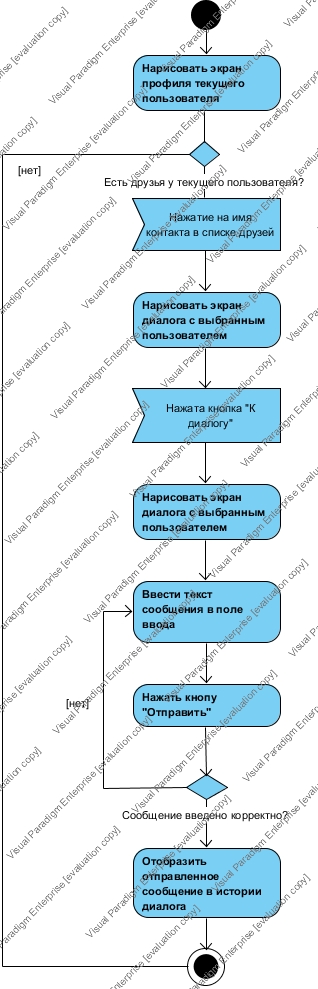 Нарисовать экран
профиля текущего
пользователя
[нет]
Есть друзья у текущего пользователя?
Нажатие на имя
контакта в списке друзей
Нарисовать экран
диалога с выбранным
пользователем
Нажата кнопка "К
диалогу"
Нарисовать экран
диалога с выбранным
пользователем
Ввести текст
сообщения в поле
ввода
[нет]
Нажать кнопу
"Отправить"
Сообщение введено корректно?
Отобразить
отправленное
сообщение в истории
диалога
Visual Paradigm Enterprise [evaluation copy]